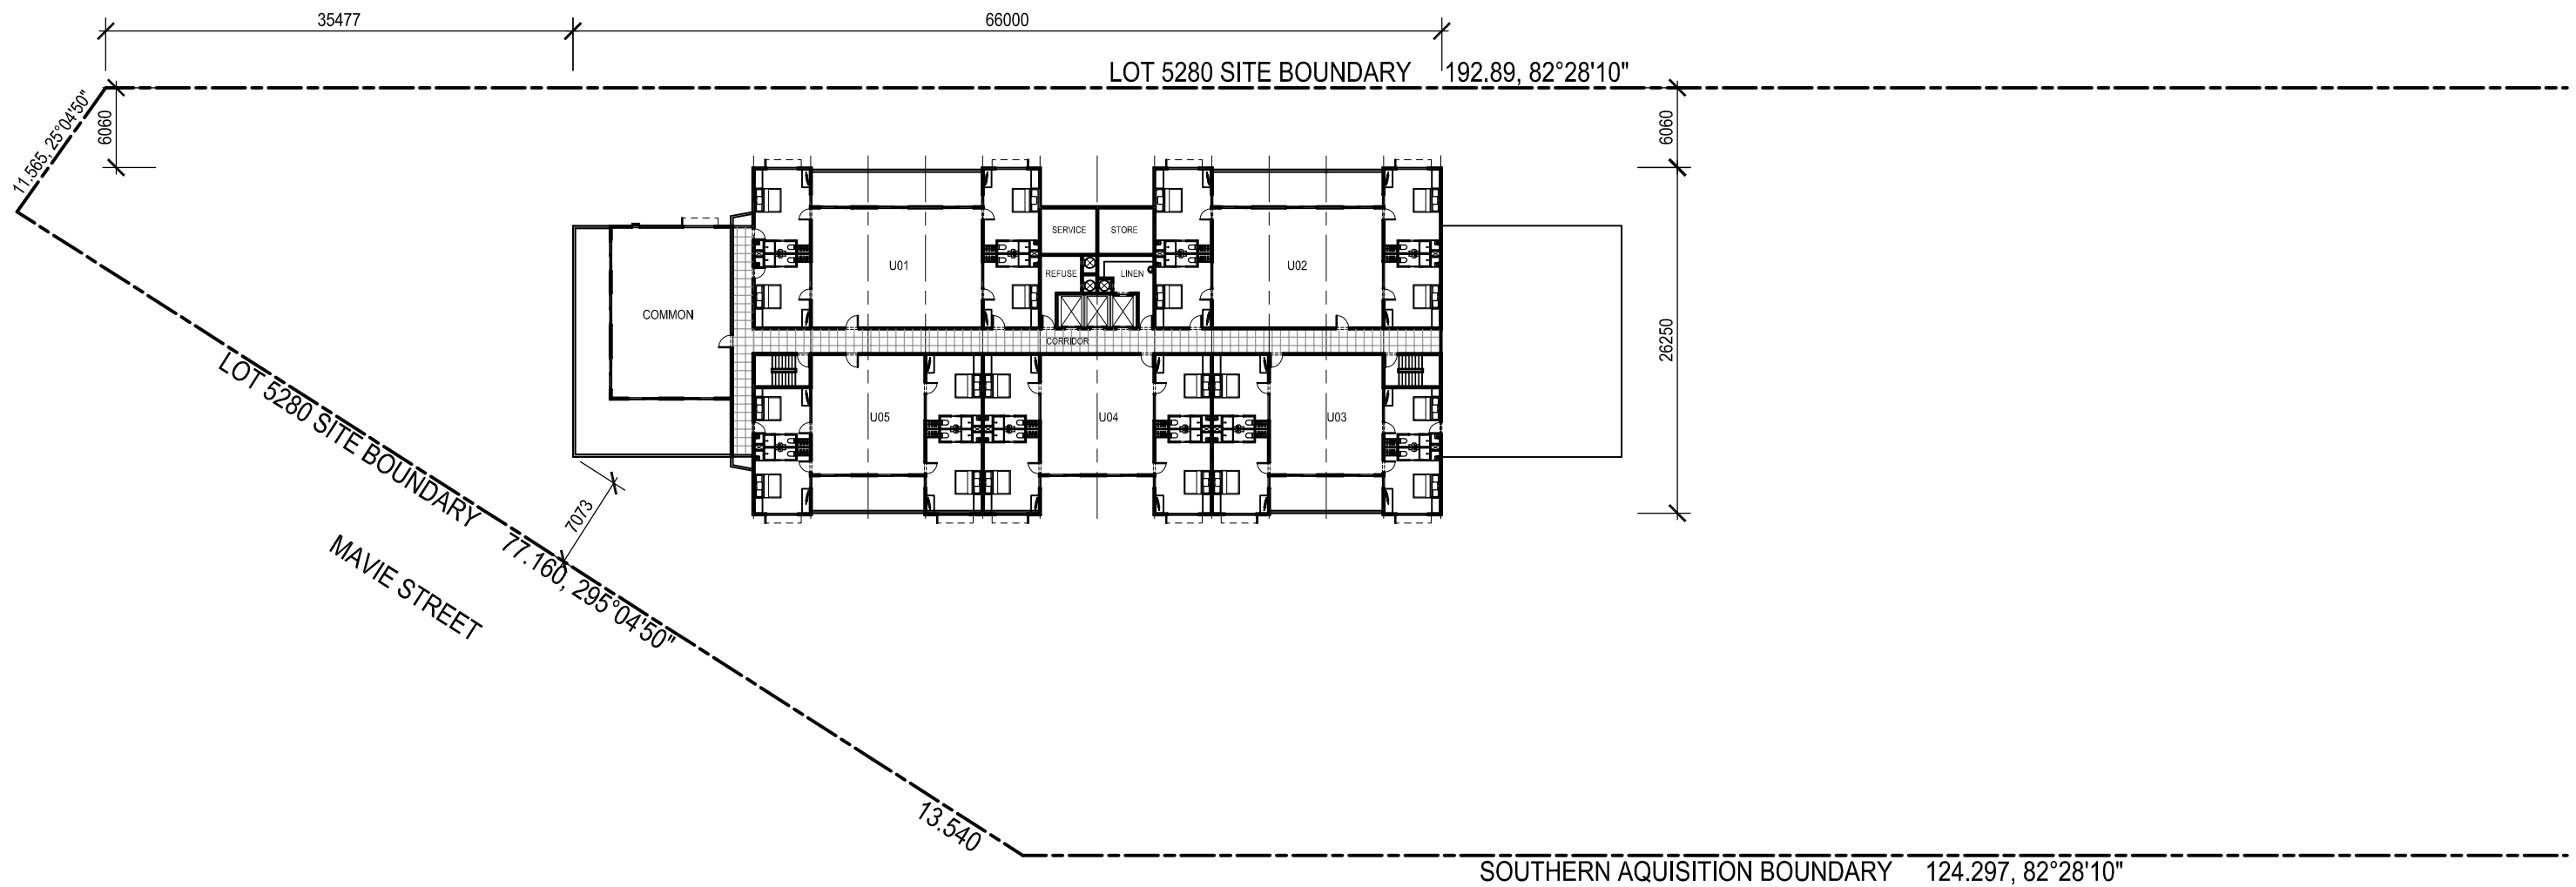 35477
66000
LOT 5280 SITE BOUNDARY 192.89, 82°28'10"
11.565, 25°04'50"
6060
6060
SERVICE
STORE
U01
REFUSE
LINEN
U02
COMMON
CORRIDOR
26250
U05
U04
U03
LOT 5280 SITE BOUNDARY 77.160, 295°04'50"
7073
MAVIE STREET
13.540
SOUTHERN AQUISITION BOUNDARY 124.297, 82°28'10"